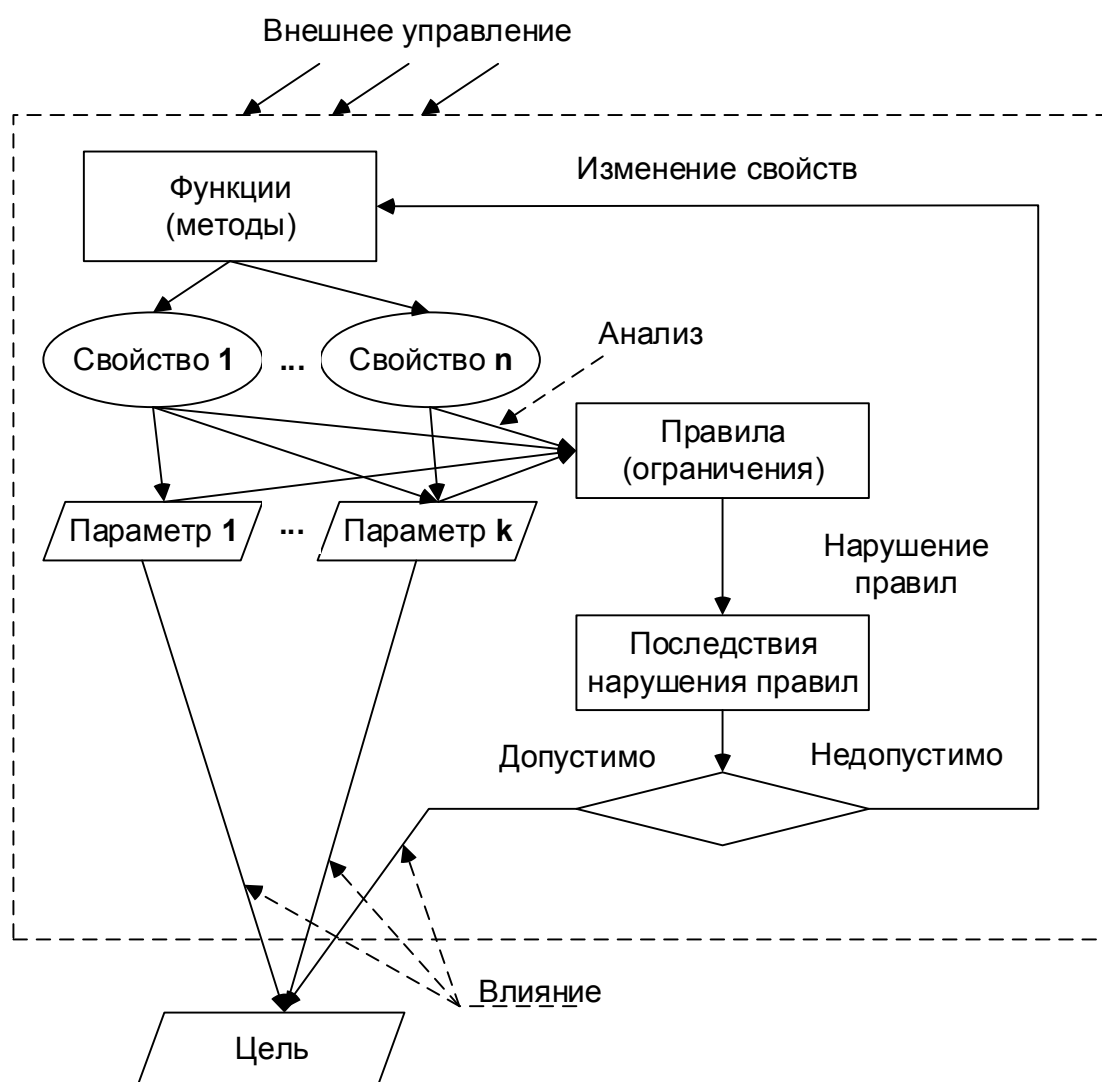 Внешнее управление
Изменение свойств
Функции
(методы)
Анализ
Свойство 1 ... Свойство n
Правила
(ограничения)
Параметр 1 ... Параметр k
Нарушение
правил
Последствия
нарушения правил
Допустимо
Недопустимо
Влияние
Цель